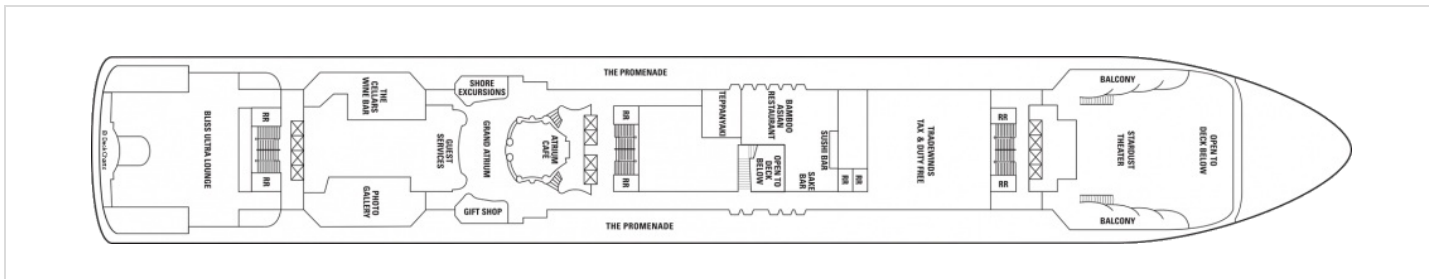 © Deck Chairs
BLISS ULTRA LOUNGE
RR
RR
THE
CELLARS
WINE BAR
PHOTO
GALLERY
GUEST
SERVICES
SHORE
EXCURSIONS
GRAND ATRIUM
GIFT SHOP
ATRIUM
CAFE
THE PROMENADE
THE PROMENADE
RR
RR
TEPPANYAKI
BAMBOO
ASIAN
RESTAURANT
OPEN TO
DECK
BELOW
SUSHI BAR
SAKE
BAR
RR
RR
TRADEWINDS
TAX & DUTY FREE
RR
RR
BALCONY
STARDUST
THEATER
BALCONY
OPEN TO
DECK BELOW